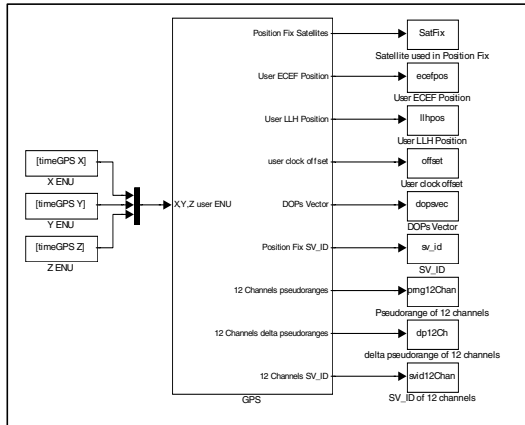 Position Fix Satellites
SatFix
Satellite used in Position Fix
User ECEF Position
ecefpos
User ECEF Position
User LLH Position
llhpos
User LLH Position
[timeGPS X]
X ENU
user clock offset
offset
User clock offset
[timeGPS Y]
Y ENU
X,Y,Z user ENU
DOPs Vector
dopsvec
DOPs Vector
[timeGPS Z]
Z ENU
Position Fix SV_ID
sv_id
SV_ID
12 Channels pseudoranges
prng12Chan
Pseudorange of 12 channels
12 Channels delta pseudoranges
dp12Ch
delta pseudorange of 12 channels
12 Channels SV_ID
svid12Chan
SV_ID of 12 channels
GPS